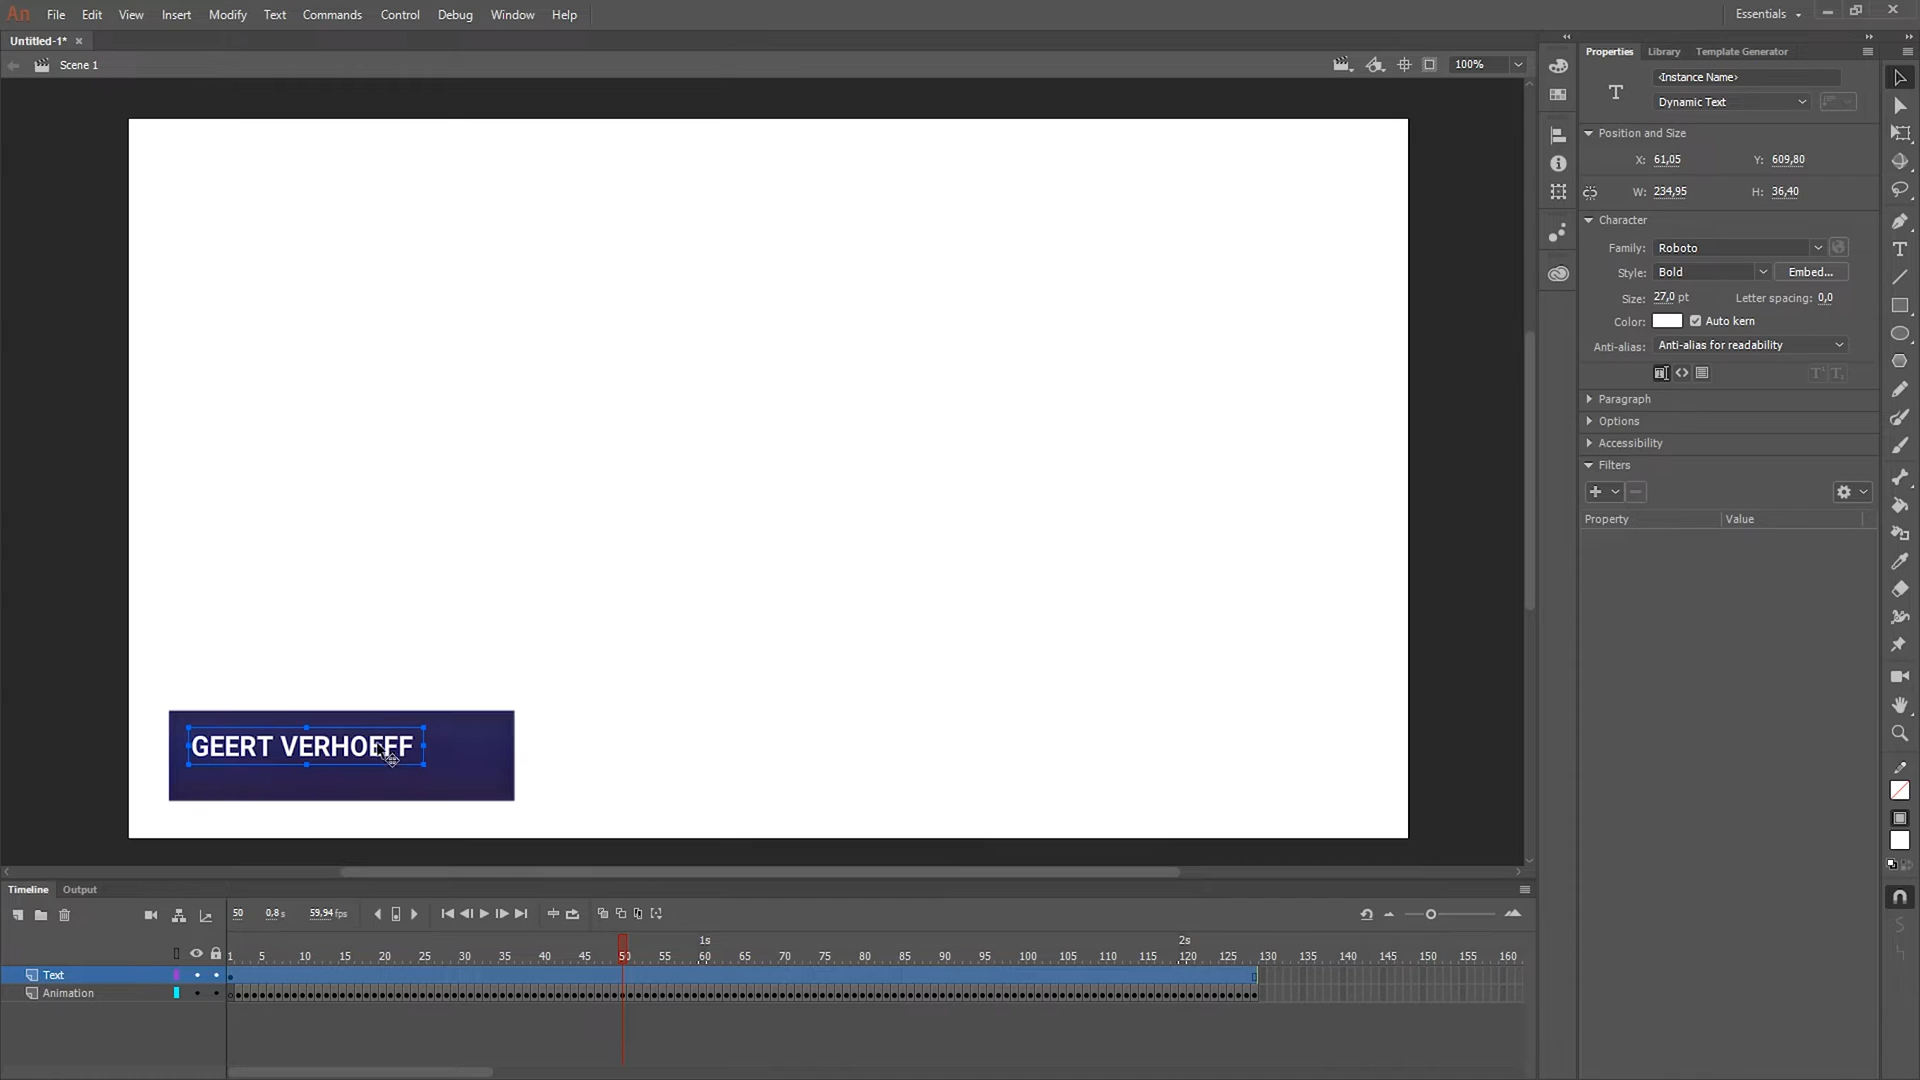 An File Edit View Insert Modify Text Commands Control Debug Window Help Essentials
Untitled-1* ×
Scene 1 100%
Properties Library Template Generator
<Instance Name>
T Dynamic Text
Position and Size
X: 61,05 Y: 609,80
W: 234,95 H: 36,40
Character
Family: Roboto
Style: Bold Embed...
Size: 27,0 pt Letter spacing: 0,0
Color: Auto kern
Anti-alias: Anti-alias for readability
Paragraph
Options
Accessibility
Filters
Property Value
GEERT VERHOEFF
Timeline Output
50 0,8 s 59,94 fps
1s 2s
1 5 10 15 20 25 30 35 40 45 50 55 60 65 70 75 80 85 90 95 100 105 110 115 120 125 130 135 140 145 150 155 160
Text
Animation